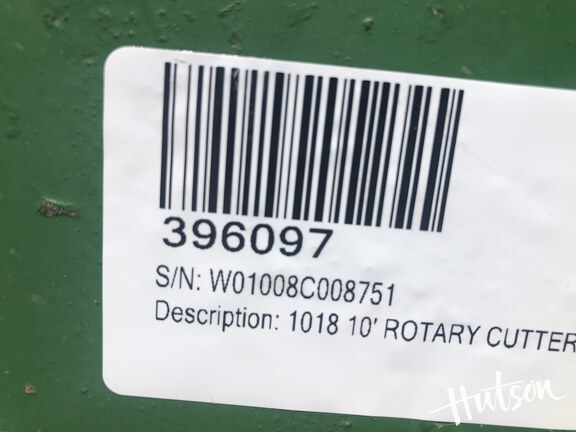 396097
S/N: W01008C008751
Description: 1018 10' ROTARY CUTTER
Hutson